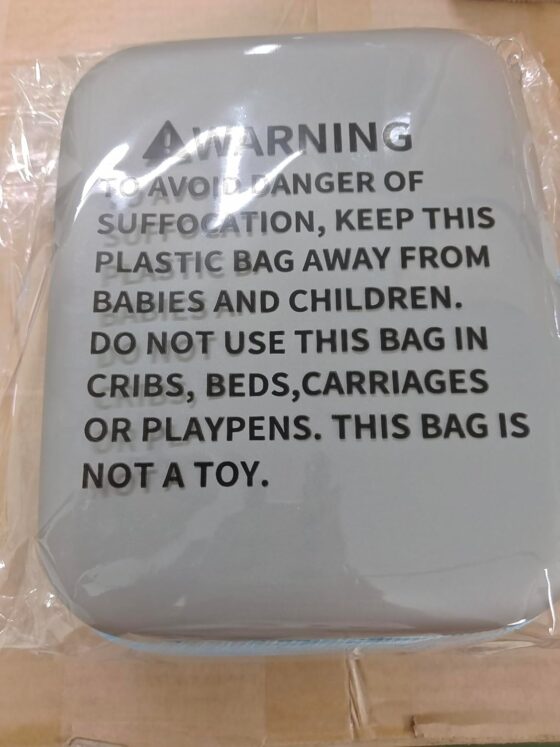 WARNING
TO AVOID DANGER OF
SUFFOCATION, KEEP THIS
PLASTIC BAG AWAY FROM
BABIES AND CHILDREN.
DO NOT USE THIS BAG IN
CRIBS, BEDS,CARRIAGES
OR PLAYPENS. THIS BAG IS
NOT A TOY.